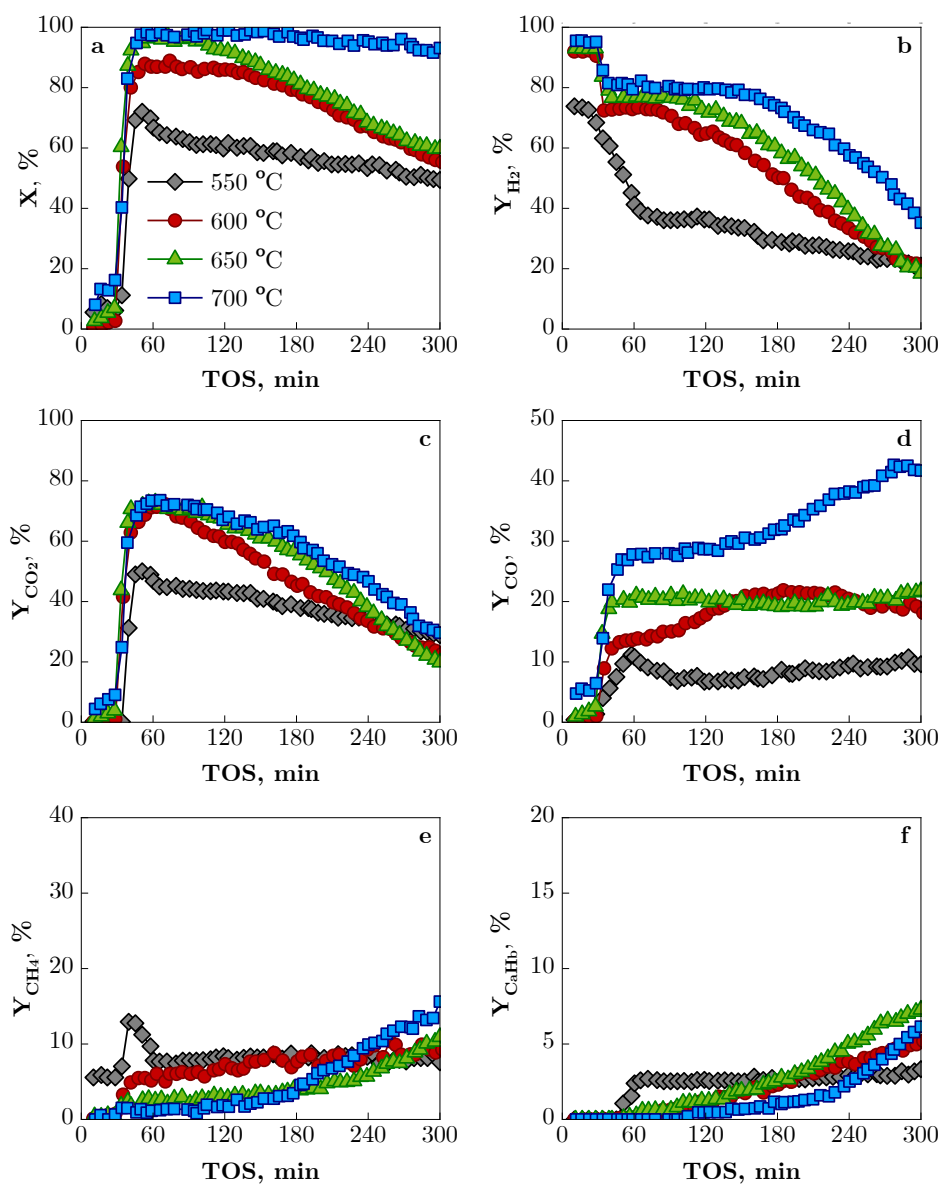 a
X, %
100
80
60
40
20
0
550 °C
600 °C
650 °C
700 °C
0 60 120 180 240 300
TOS, min
b
Y_H2, %
100
80
60
40
20
0
0 60 120 180 240 300
TOS, min
c
Y_CO2, %
100
80
60
40
20
0
0 60 120 180 240 300
TOS, min
d
Y_CO, %
50
40
30
20
10
0
0 60 120 180 240 300
TOS, min
e
Y_CH4, %
40
30
20
10
0
0 60 120 180 240 300
TOS, min
f
Y_CaHb, %
20
15
10
5
0
0 60 120 180 240 300
TOS, min